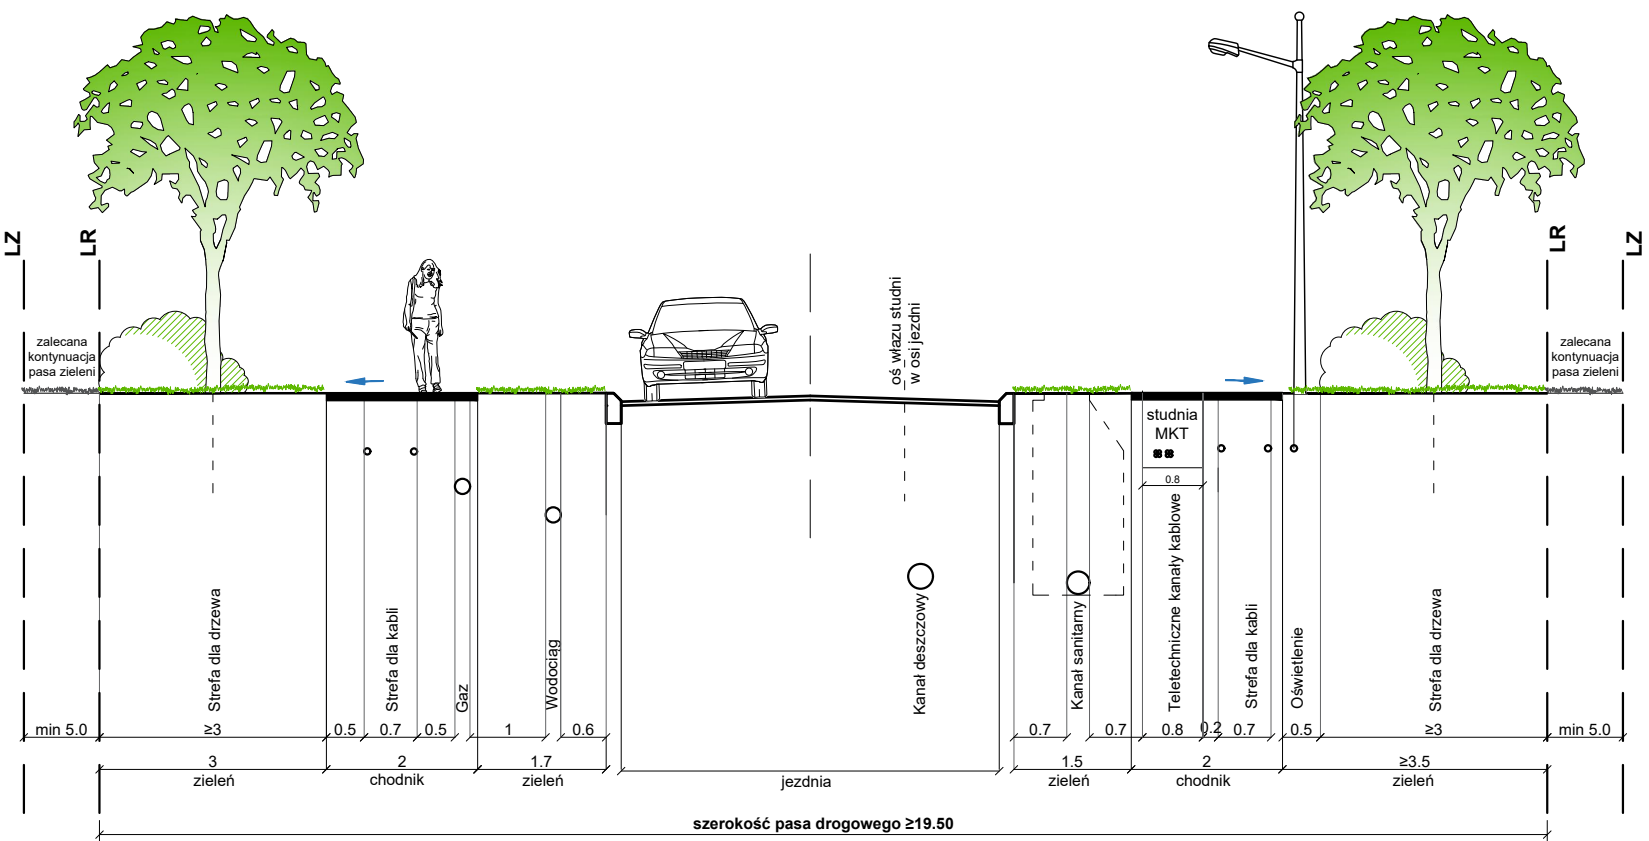 LZ
LR
LR
LZ
zalecana
kontynuacja
pasa zieleni
oś włazu studni
w osi jezdni
zalecana
kontynuacja
pasa zieleni
studnia
MKT
0.8
Strefa dla drzewa
Strefa dla kabli
Gaz
Wodociąg
Kanał deszczowy
Kanał sanitarny
Teletechniczne kanały kablowe
Strefa dla kabli
Oświetlenie
Strefa dla drzewa
min 5.0
≥3
0.5
0.7
0.5
1
0.6
0.7
0.7
0.8
0.2
0.7
0.5
≥3
min 5.0
3
zieleń
2
chodnik
1.7
zieleń
jezdnia
1.5
zieleń
2
chodnik
≥3.5
zieleń
szerokość pasa drogowego ≥19.50